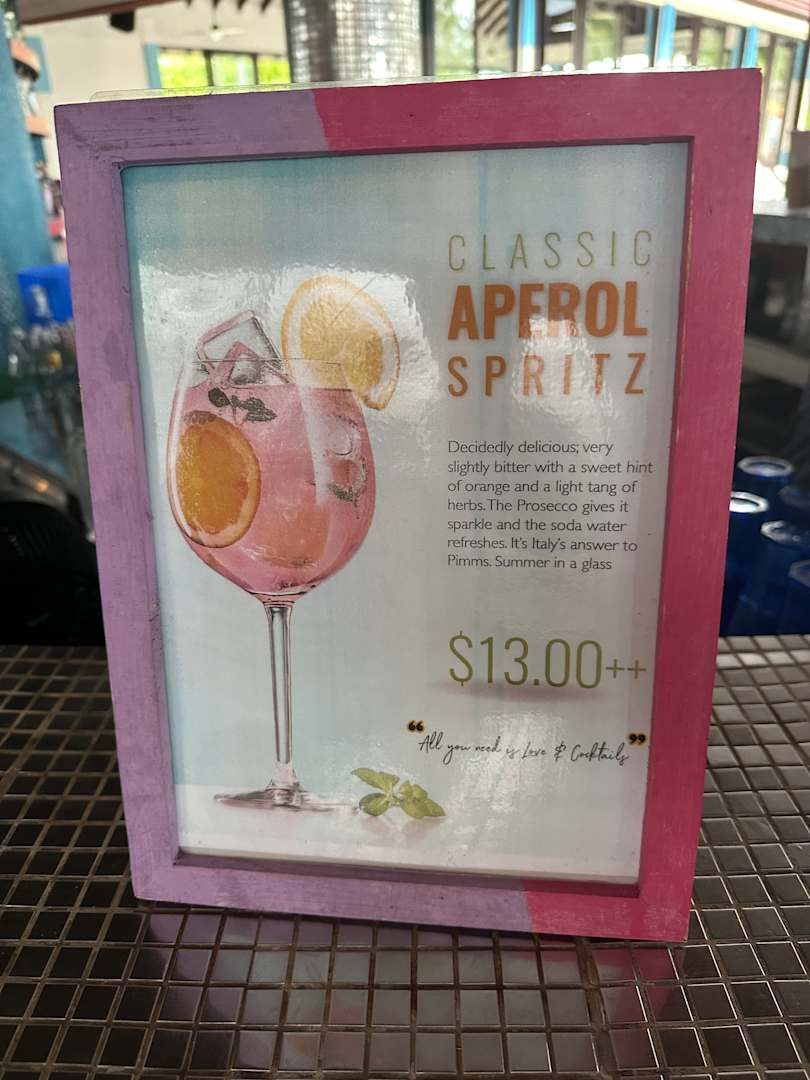 CLASSIC
APEROL
SPRITZ
Decidedly delicious; very
slightly bitter with a sweet hint
of orange and a light tang of
herbs. The Prosecco gives it
sparkle and the soda water
refreshes. It's Italy's answer to
Pimms. Summer in a glass
$13.00++
“All you need is Love & Cocktails”